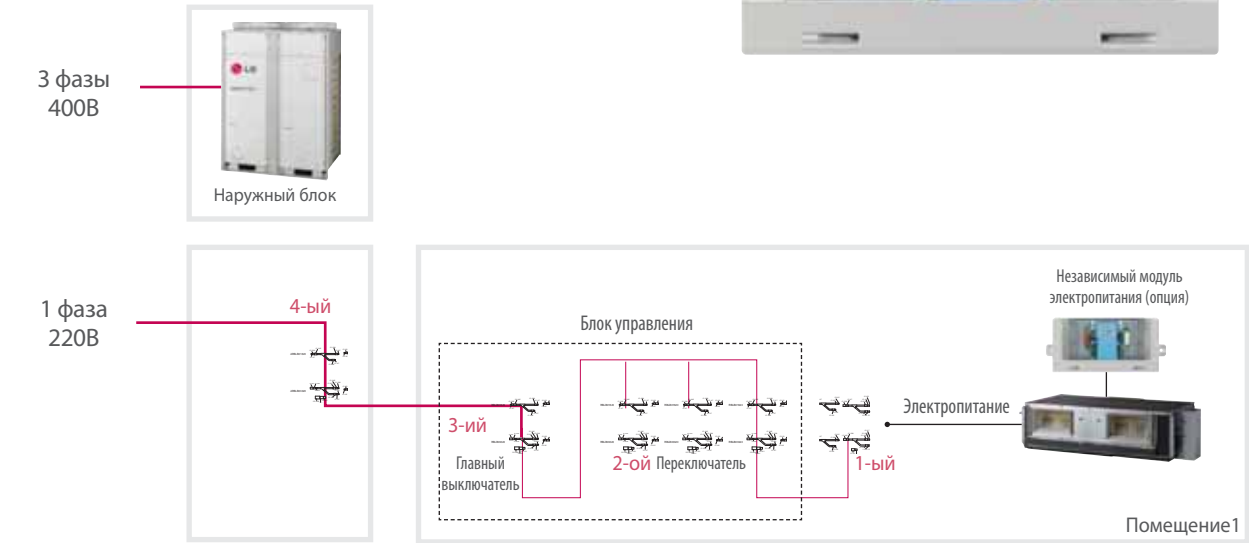 3 фазы
400В
LG
Наружный блок
1 фаза
220В
4-ый
Блок управления
3-ий
Главный
выключатель
2-ой Переключатель
1-ый
Электропитание
Независимый модуль
электропитания (опция)
Помещение1